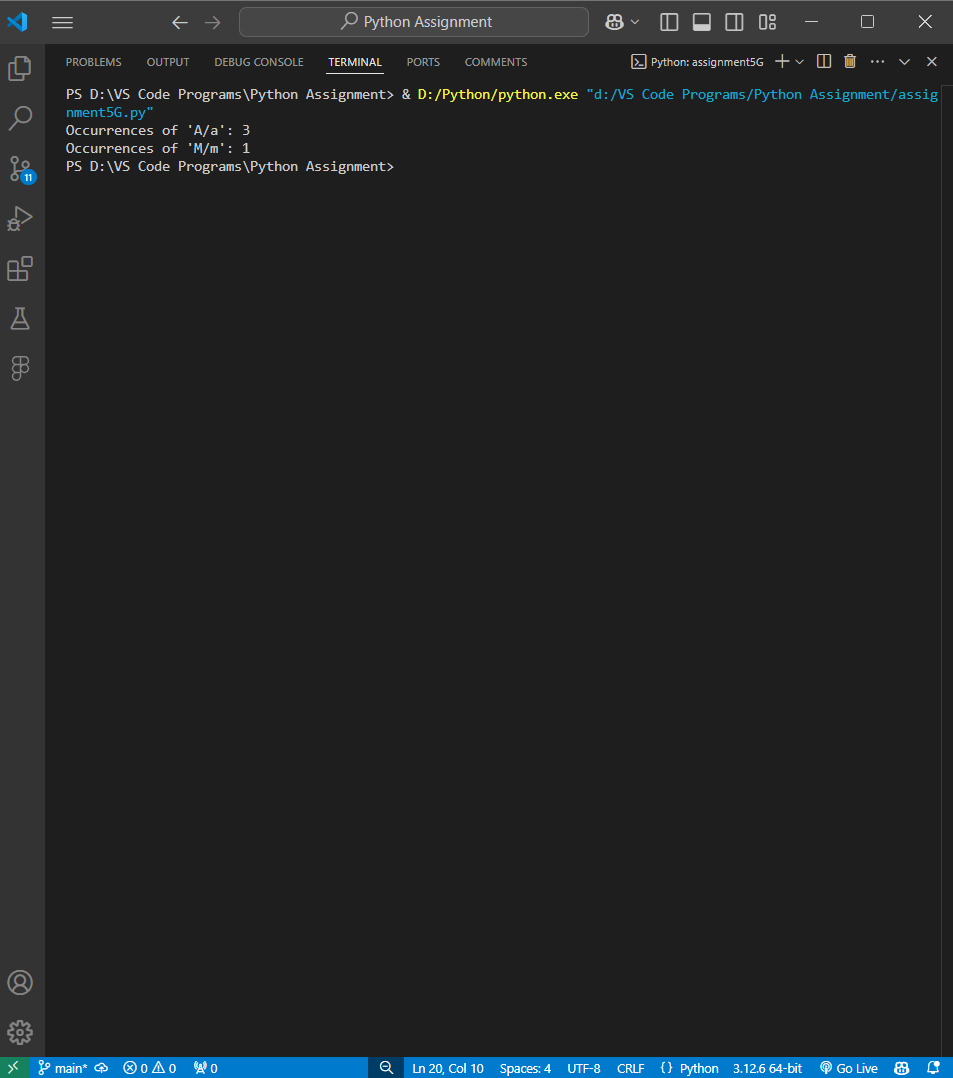 Python Assignment
PROBLEMS OUTPUT DEBUG CONSOLE TERMINAL PORTS COMMENTS Python: assignment5G
PS D:\VS Code Programs\Python Assignment> & D:/Python/python.exe "d:/VS Code Programs/Python Assignment/assig
nment5G.py"
Occurrences of 'A/a': 3
Occurrences of 'M/m': 1
PS D:\VS Code Programs\Python Assignment>
11
main* 0 0 0 Ln 20, Col 10 Spaces: 4 UTF-8 CRLF {} Python 3.12.6 64-bit Go Live